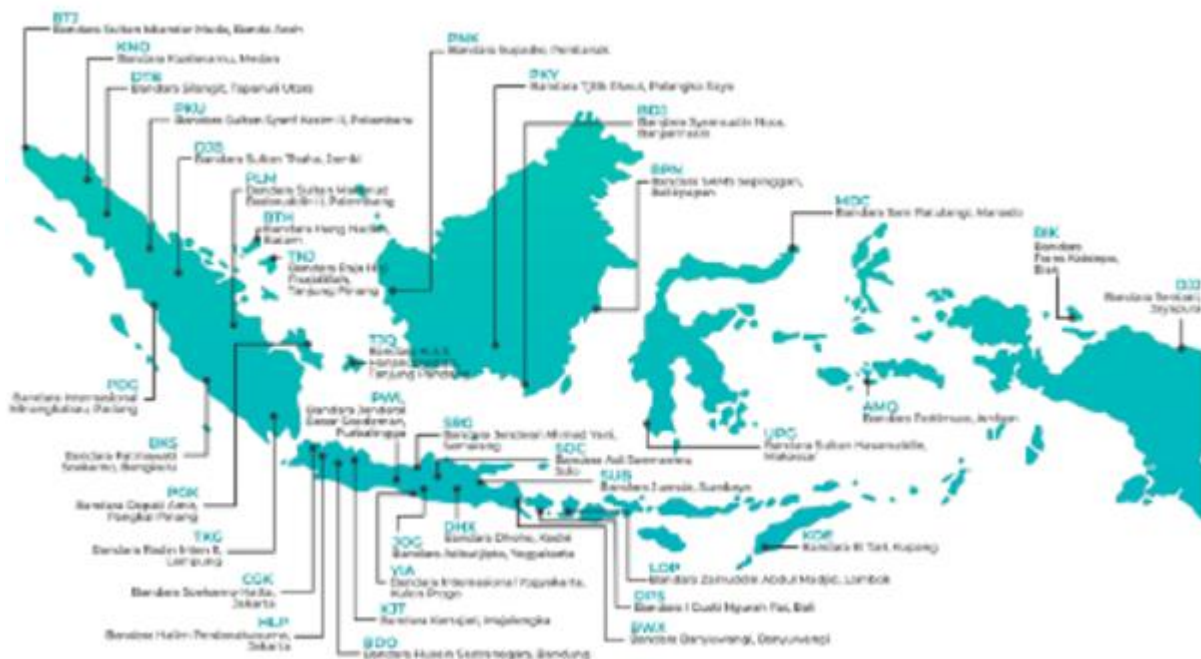 BTJ
Bandara Sultan Iskandar Muda, Banda Aceh
KNO
Bandara Kualanamu, Medan
DTB
Bandara Silangit, Tapanuli Utara
PKU
Bandara Sultan Syarif Kasim II,
DJB
Bandara Sultan Thaha, Jambi
PLM
Bandara Sultan Mahmud
Badaruddin II, Palembang
BTH
Bandara Hang Nadim,
Batam
TNJ
Bandara Raja Haji
Fisabilillah,
Tanjung Pinang
PNK
Bandara Supadio, Pontianak
PKY
Bandara Tjilik Riwut, Palangka Raya
BDJ
Bandara Syamsudin Noor,
Banjarmasin
BPN
Bandara SAMS Sepinggan,
Balikpapan
MDC
Bandara Sam Ratulangi, Manado
BIK
Bandara
Frans Kaisiepo,
Biak
DJJ
Bandara Sentani,
Jayapura
TJQ
Bandara H.A.S.
Hanandjoeddin,
Tanjung Pandan
PDG
Bandara Internasional
Minangkabau, Padang
BKS
Bandara Fatmawati
Soekarno, Bengkulu
PGK
Bandara Depati Amir,
Pangkal Pinang
TKG
Bandara Radin Inten II,
Lampung
CGK
Bandara Soekarno Hatta,
Jakarta
HLP
Bandara Halim Perdanakusuma,
Jakarta
BDO
Bandara Husein Sastranegara, Bandung
KJT
Bandara Kertajati, Majalengka
YIA
Bandara Internasional Yogyakarta,
Kulon Progo
JOG
Bandara Adisutjipto, Yogyakarta
DHX
Bandara Dhoho, Kediri
PWL
Bandara Jenderal
Besar Soedirman,
Purbalingga
SRG
Bandara Jenderal Ahmad Yani,
Semarang
SOC
Bandara Adi Soemarmo,
Solo
SUB
Bandara Juanda, Surabaya
UPG
Bandara Sultan Hasanuddin,
Makassar
AMQ
Bandara Pattimura, Ambon
KOE
Bandara El Tari, Kupang
LOP
Bandara Zainuddin Abdul Madjid, Lombok
DPS
Bandara I Gusti Ngurah Rai, Bali
BWX
Bandara Banyuwangi, Banyuwangi